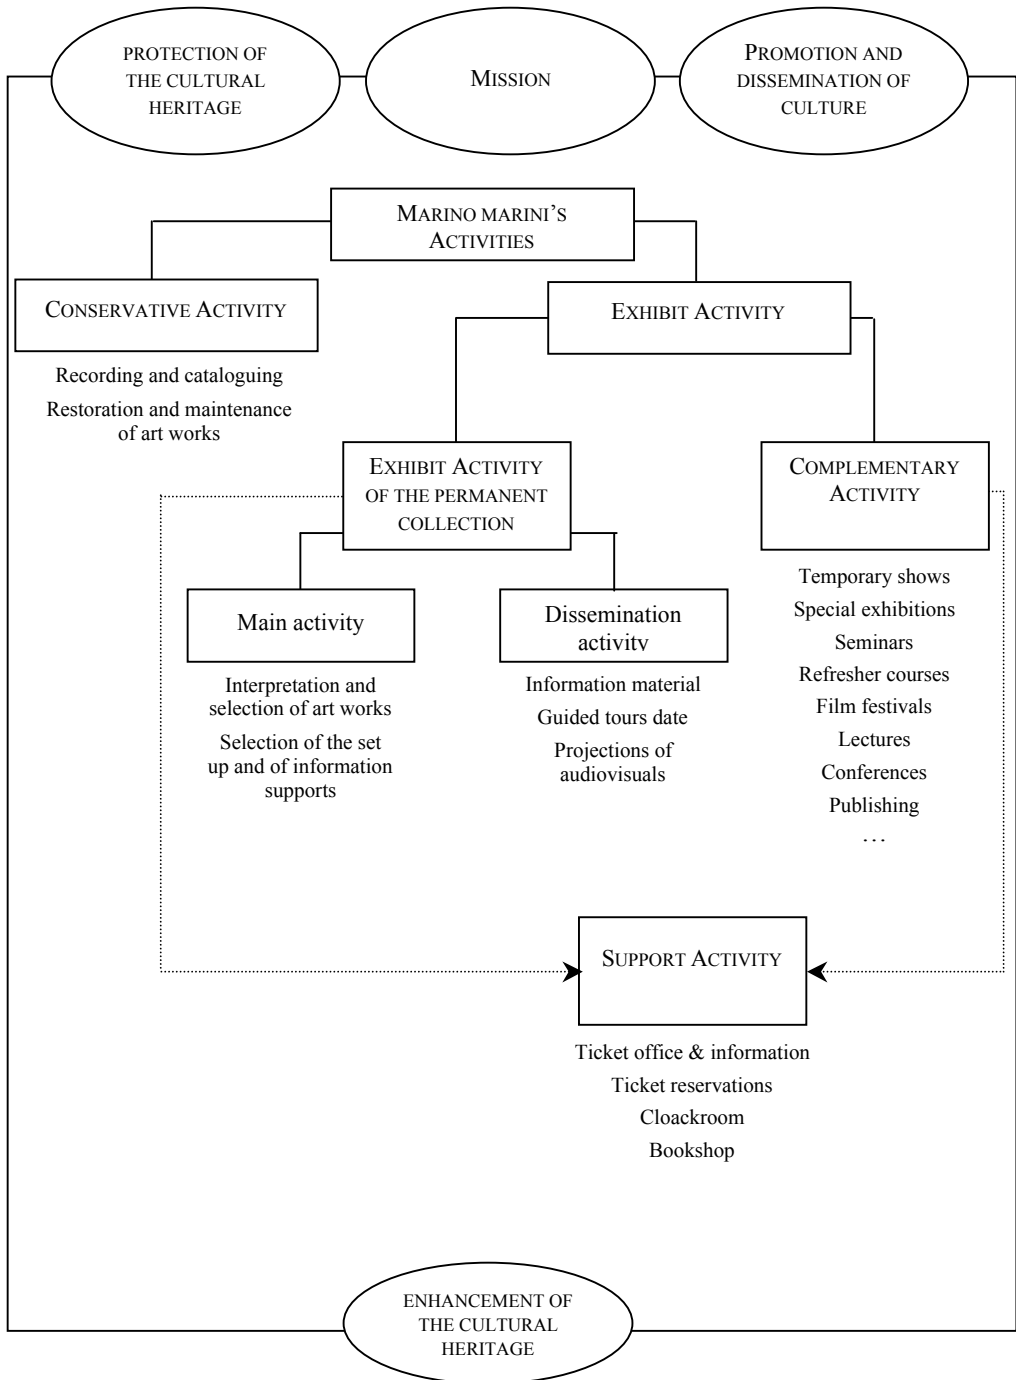 PROTECTION OF
THE CULTURAL
HERITAGE
MISSION
PROMOTION AND
DISSEMINATION OF
CULTURE
MARINO MARINI'S
ACTIVITIES
CONSERVATIVE ACTIVITY
Recording and cataloguing
Restoration and maintenance
of art works
EXHIBIT ACTIVITY
EXHIBIT ACTIVITY
OF THE PERMANENT
COLLECTION
COMPLEMENTARY
ACTIVITY
Main activity
Interpretation and
selection of art works
Selection of the set
up and of information
supports
Dissemination
activity
Information material
Guided tours date
Projections of
audiovisuals
Temporary shows
Special exhibitions
Seminars
Refresher courses
Film festivals
Lectures
Conferences
Publishing
…
SUPPORT ACTIVITY
Ticket office & information
Ticket reservations
Cloackroom
Bookshop
ENHANCEMENT OF
THE CULTURAL
HERITAGE